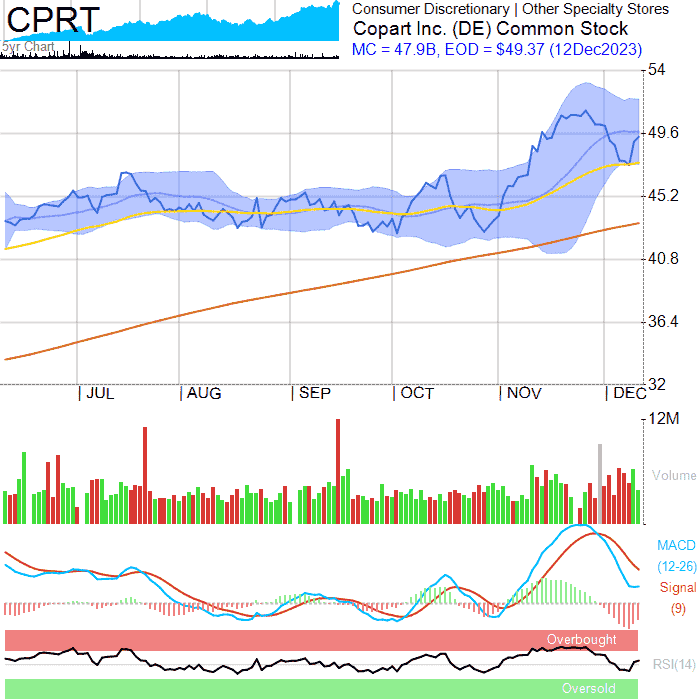 CPRT
5yr Chart
Consumer Discretionary | Other Specialty Stores
Copart Inc. (DE) Common Stock
MC = 47.9B, EOD = $49.37 (12Dec2023)
54
49.6
45.2
40.8
36.4
32
| JUL | AUG | SEP | OCT | NOV | DEC
12M
Volume
MACD
(12-26)
Signal
(9)
Overbought
RSI(14)
Oversold